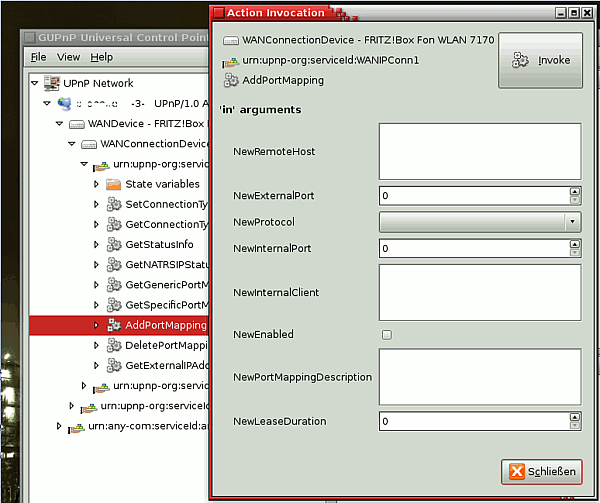 GUPnP Universal Control Point
File View Help
UPnP Network
-3- UPnP/1.0 A
WANDevice - FRITZ!Box
WANConnectionDevice
urn:upnp-org:service
State variables
SetConnectionTy
GetConnectionTy
GetStatusInfo
GetNATRSIPStatu
GetGenericPortM
GetSpecificPortM
AddPortMapping
DeletePortMappi
GetExternalIPAdd
urn:upnp-org:service
urn:upnp-org:serviceId
urn:any-com:serviceId:an
Action Invocation
WANConnectionDevice - FRITZ!Box Fon WLAN 7170
urn:upnp-org:serviceId:WANIPConn1
AddPortMapping
Invoke
'in' arguments
NewRemoteHost
NewExternalPort 0
NewProtocol
NewInternalPort 0
NewInternalClient
NewEnabled
NewPortMappingDescription
NewLeaseDuration 0
Schließen